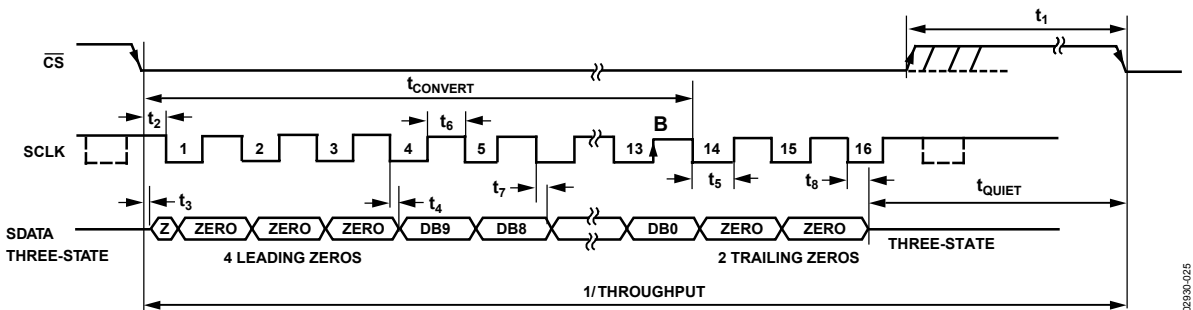 t1
CS
tCONVERT
t2
t6
B
SCLK
1 2 3 4 5 13 14 15 16
t7
t5
t8
tQUIET
t3
t4
SDATA
Z ZERO ZERO ZERO DB9 DB8 DB0 ZERO ZERO
THREE-STATE
THREE-STATE
4 LEADING ZEROS
2 TRAILING ZEROS
1/THROUGHPUT
02930-025